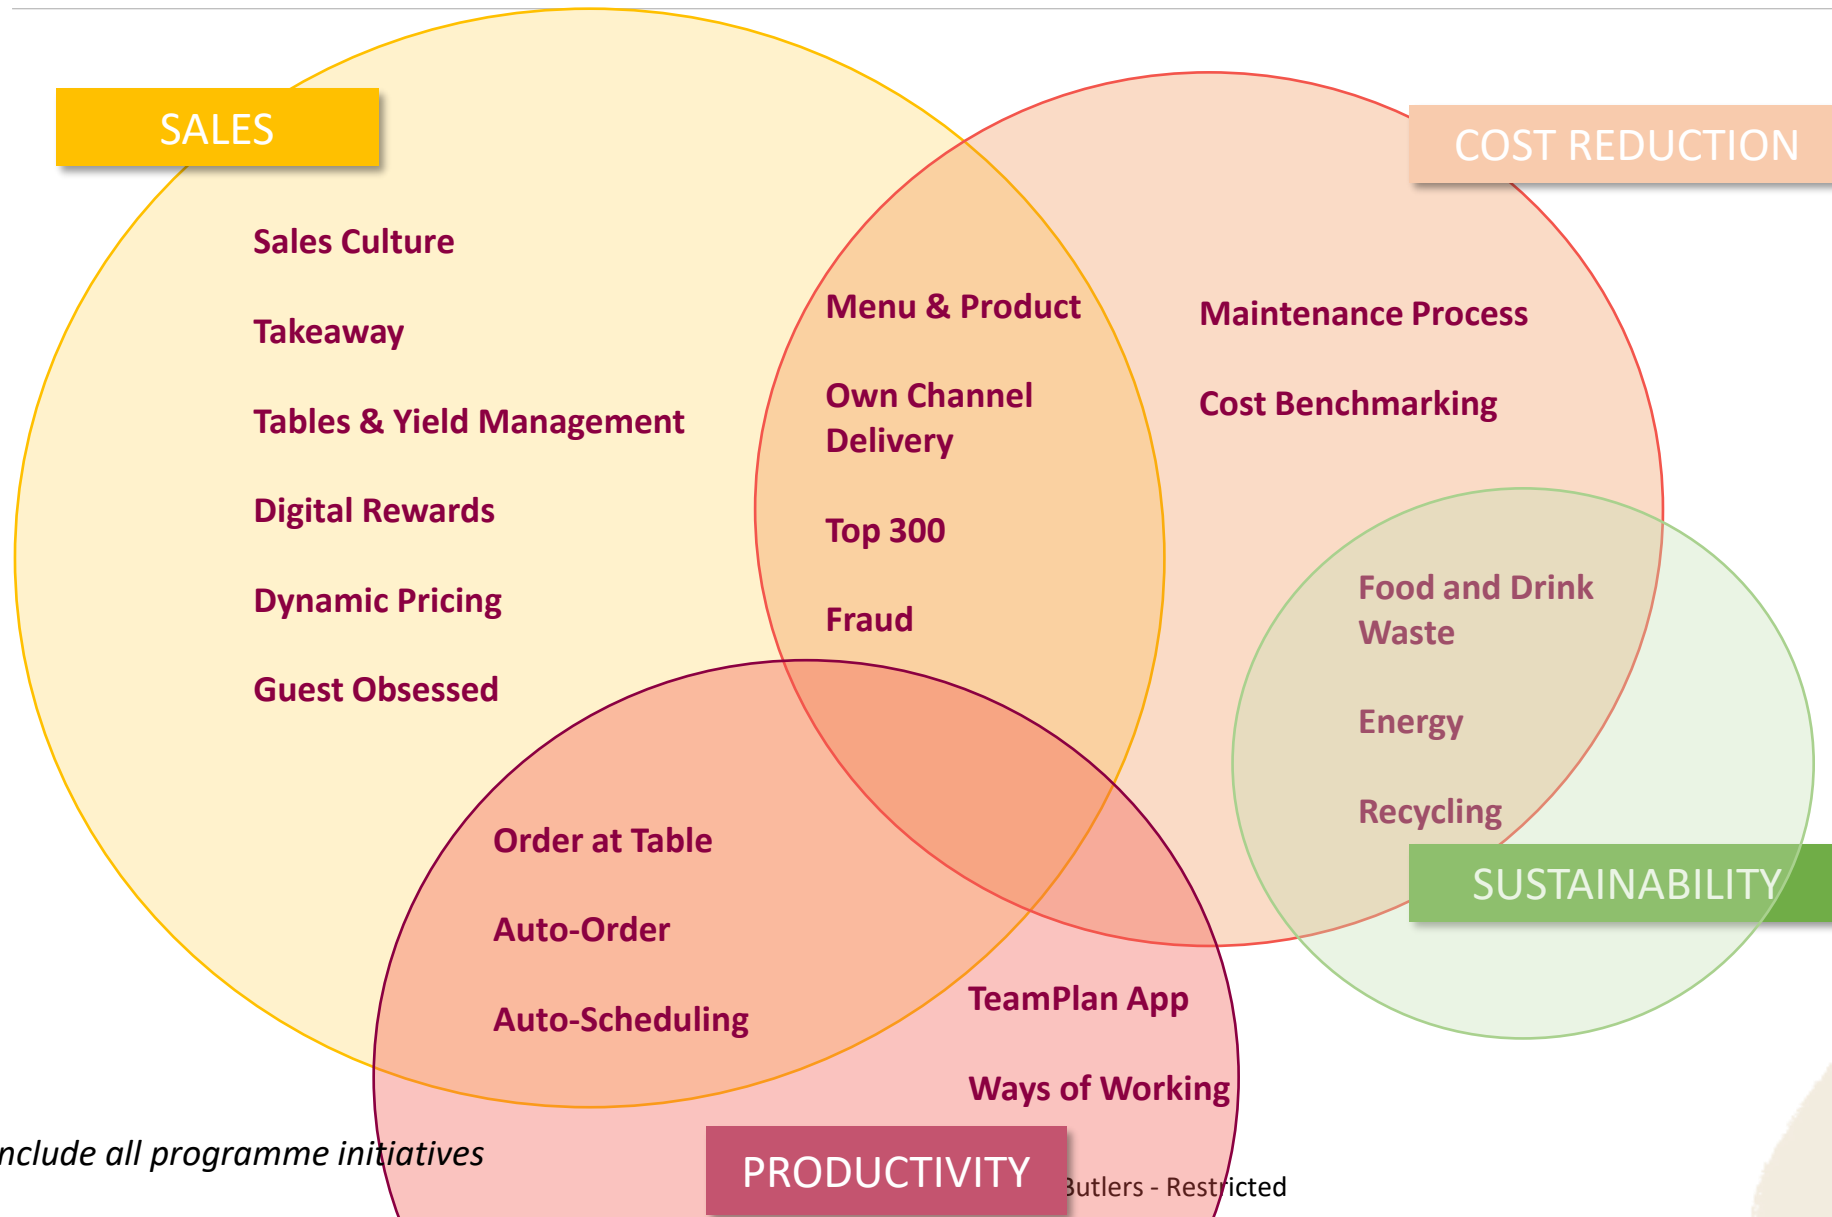 SALES
COST REDUCTION
Sales Culture
Takeaway
Tables & Yield Management
Digital Rewards
Dynamic Pricing
Guest Obsessed
Menu & Product
Own Channel
Delivery
Top 300
Fraud
Maintenance Process
Cost Benchmarking
Food and Drink
Waste
Energy
Recycling
SUSTAINABILITY
Order at Table
Auto-Order
Auto-Scheduling
TeamPlan App
Ways of Working
all programme initiatives
PRODUCTIVITY
Butlers - Restricted